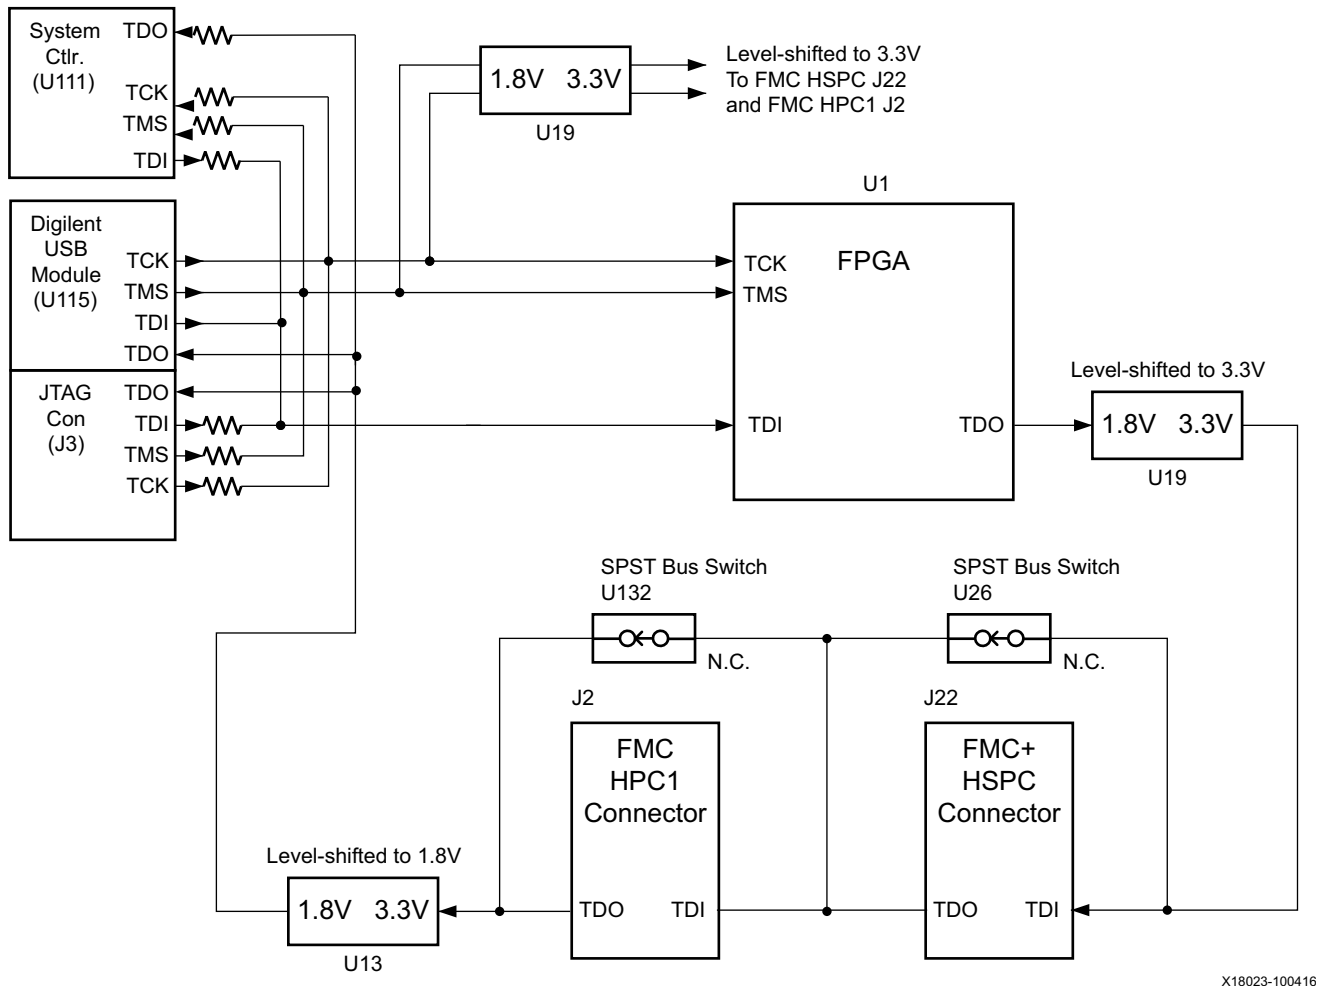 System
Ctlr.
(U111)
TDO
TCK
TMS
TDI
Digilent
USB
Module
(U115)
TCK
TMS
TDI
TDO
JTAG
Con
(J3)
TDO
TDI
TMS
TCK
1.8V 3.3V
U19
Level-shifted to 3.3V
To FMC HSPC J22
and FMC HPC1 J2
U1
FPGA
TCK
TMS
TDI
TDO
Level-shifted to 3.3V
1.8V 3.3V
U19
SPST Bus Switch
U132
N.C.
SPST Bus Switch
U26
N.C.
J2
FMC
HPC1
Connector
TDO TDI
J22
FMC+
HSPC
Connector
TDO TDI
Level-shifted to 1.8V
1.8V 3.3V
U13
X18023-100416